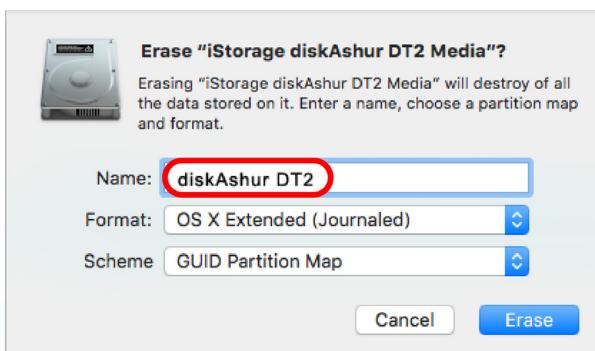 Erase “iStorage diskAshur DT2 Media”?
Erasing “iStorage diskAshur DT2 Media” will destroy of all
the data stored on it. Enter a name, choose a partition map
and format.
Name: diskAshur DT2
Format: OS X Extended (Journaled)
Scheme GUID Partition Map
Cancel Erase